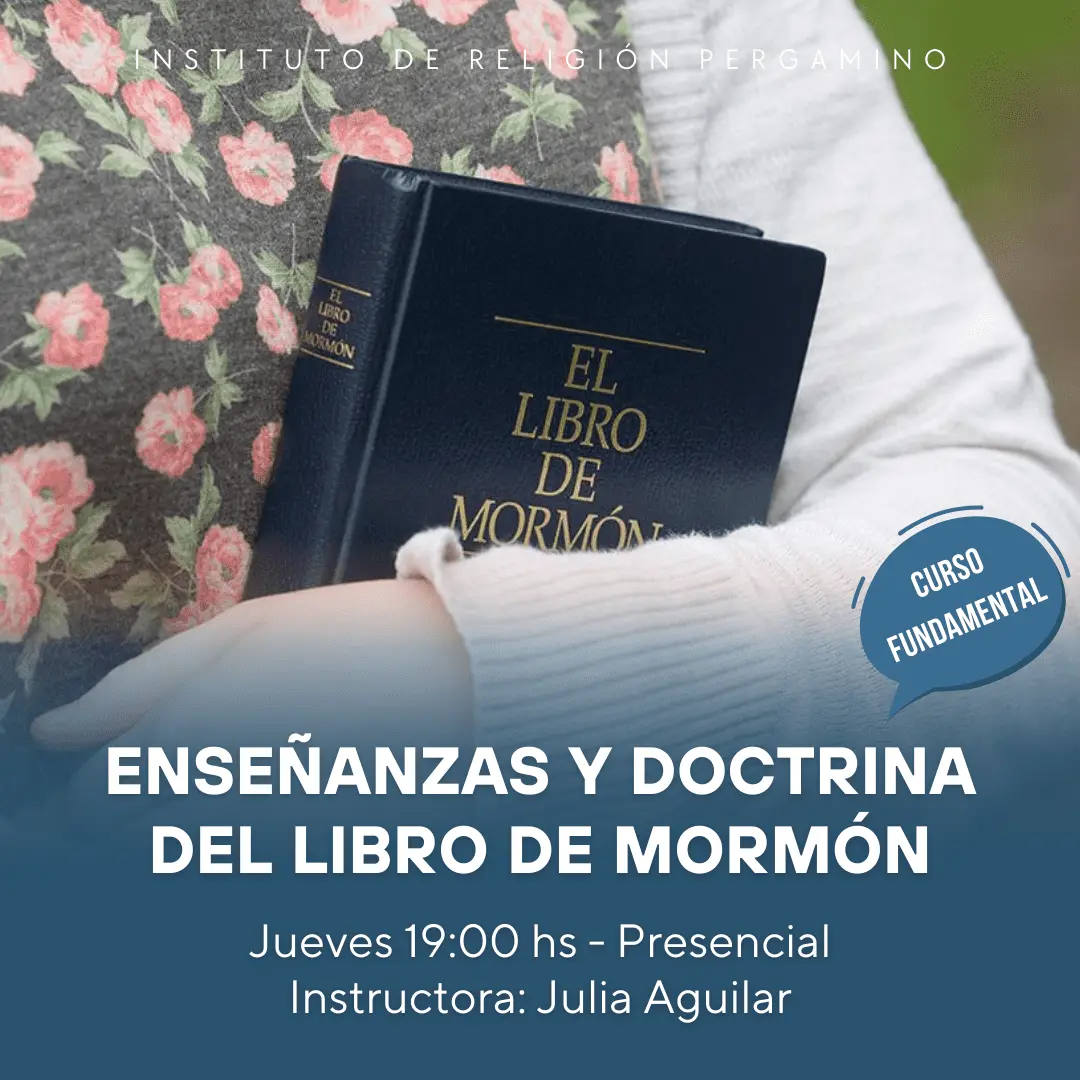 INSTITUTO DE RELIGIÓN PERGAMINO
EL
LIBRO
DE
MORMÓN
EL
LIBRO
DE
MORMÓN
CURSO
FUNDAMENTAL
ENSEÑANZAS Y DOCTRINA
DEL LIBRO DE MORMÓN
Jueves 19:00 hs - Presencial
Instructora: Julia Aguilar